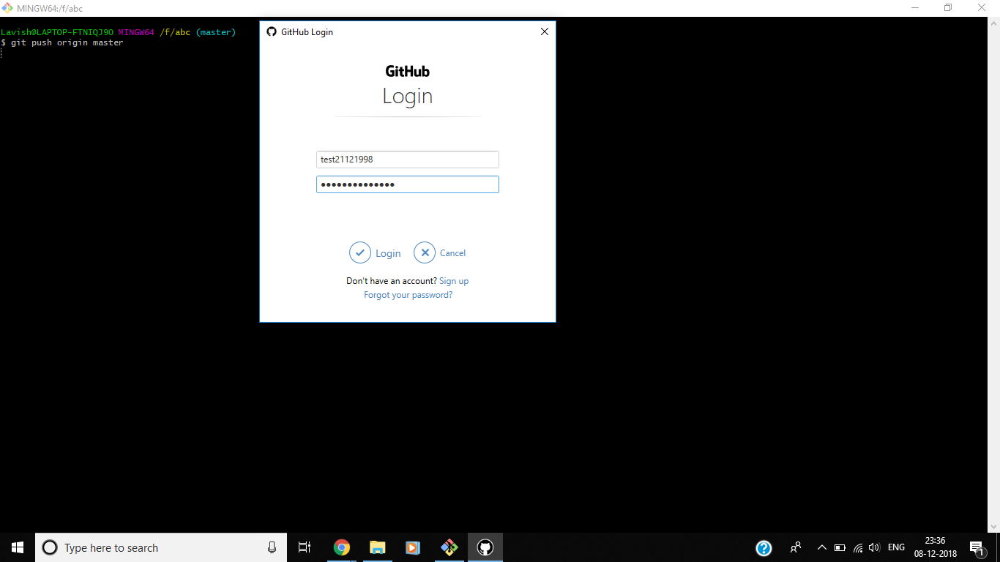 MINGW64:/f/abc
Lavish@LAPTOP-FTNIQJ9O MINGW64 /f/abc (master)
$ git push origin master
GitHub Login
GitHub
Login
test21121998
●●●●●●●●●●●●●●
Login Cancel
Don't have an account? Sign up
Forgot your password?
Type here to search
ENG
23:36
08-12-2018
1